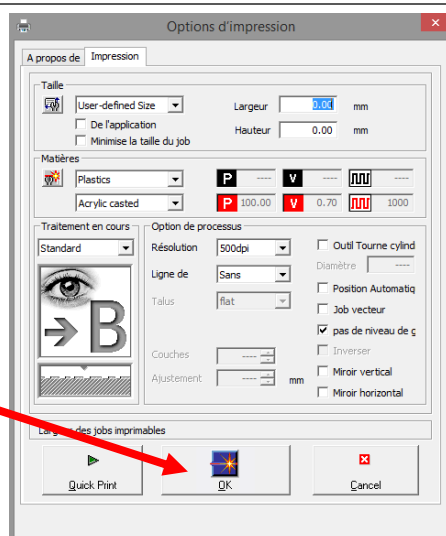 Options d'impression
A propos de Impression
Taille
User-defined Size Largeur 0.00 mm
De l'application Hauteur 0.00 mm
Minimise la taille du job
Matières
Plastics P ---- V ---- ----
Acrylic casted P 100.00 V 0.70 1000
Traitement en cours Option de processus
Standard Résolution 500dpi Outil Tourne cylind
Diamètre ----
Ligne de Sans Position Automatiq
Talus flat Job vecteur
B pas de niveau de g
Couches ---- Inverser
Ajustement ---- mm Miroir vertical
Miroir horizontal
des jobs imprimables
Quick Print OK Cancel